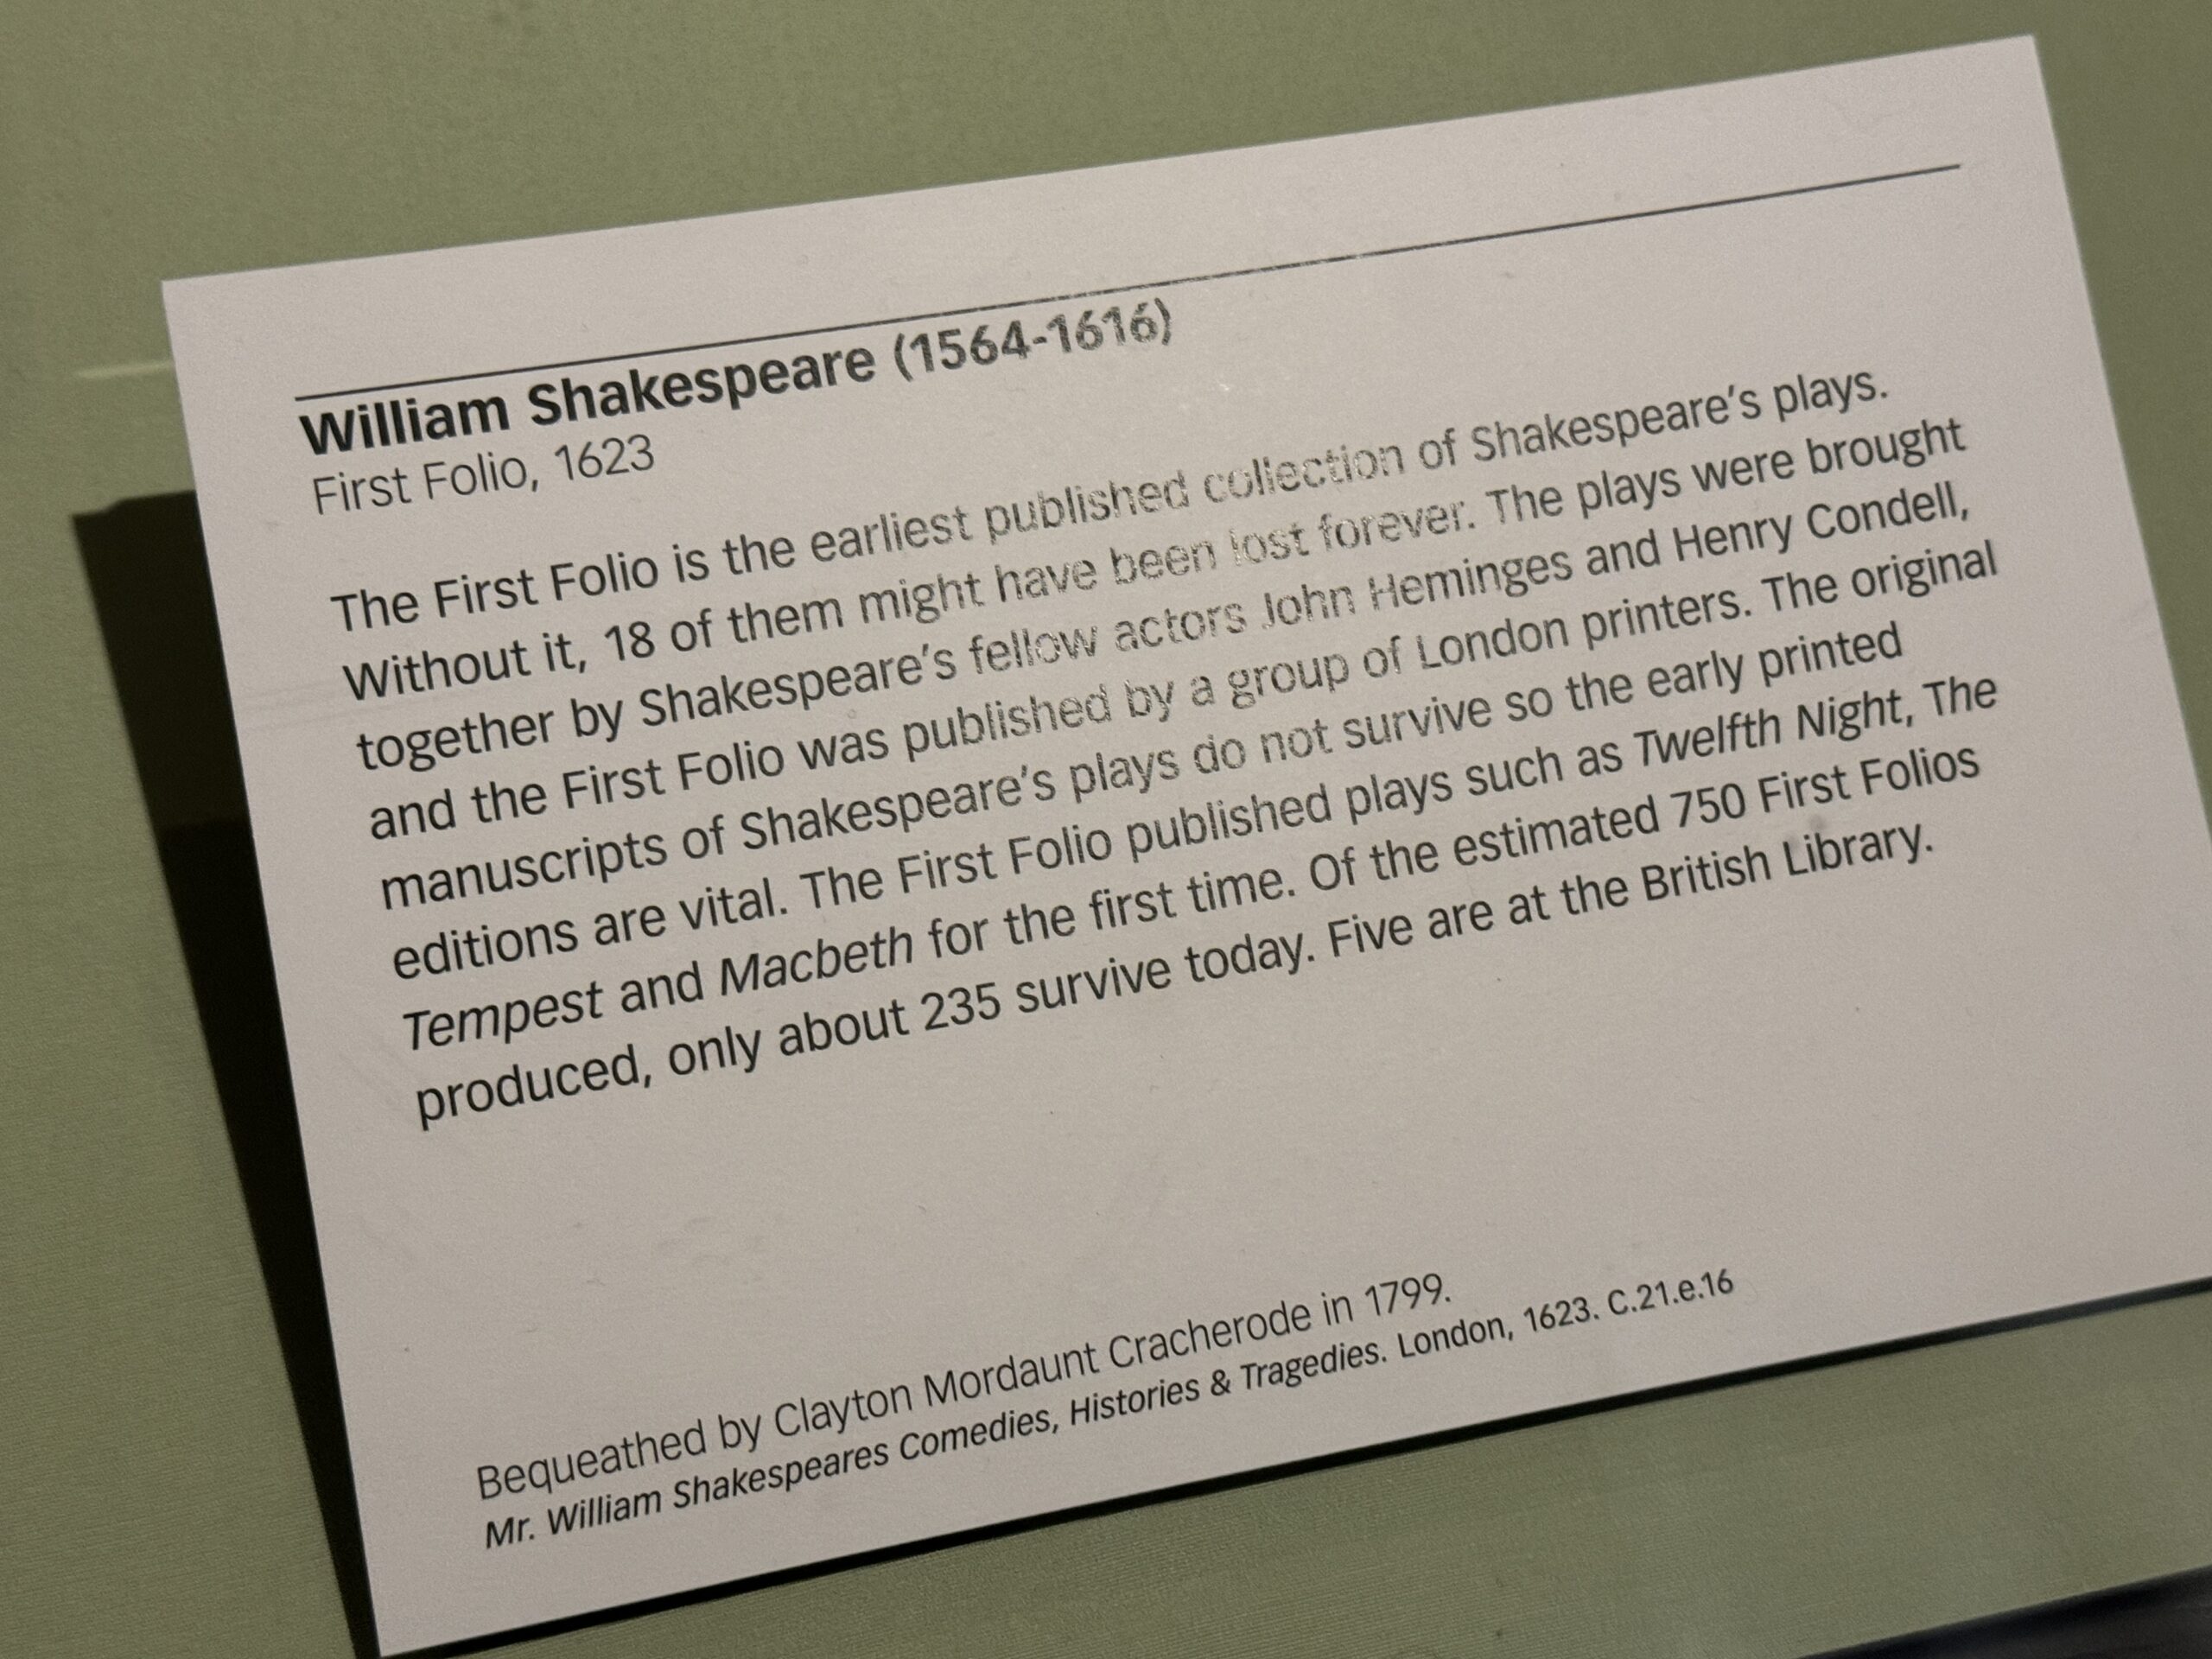 William Shakespeare (1564-1616)
First Folio, 1623
The First Folio is the earliest published collection of Shakespeare's plays.
Without it, 18 of them might have been lost forever. The plays were brought
together by Shakespeare's fellow actors John Heminges and Henry Condell,
and the First Folio was published by a group of London printers. The original
manuscripts of Shakespeare's plays do not survive so the early printed
editions are vital. The First Folio published plays such as Twelfth Night, The
Tempest and Macbeth for the first time. Of the estimated 750 First Folios
produced, only about 235 survive today. Five are at the British Library.
Bequeathed by Clayton Mordaunt Cracherode in 1799.
Mr. William Shakespeares Comedies, Histories & Tragedies. London, 1623. C.21.e.16